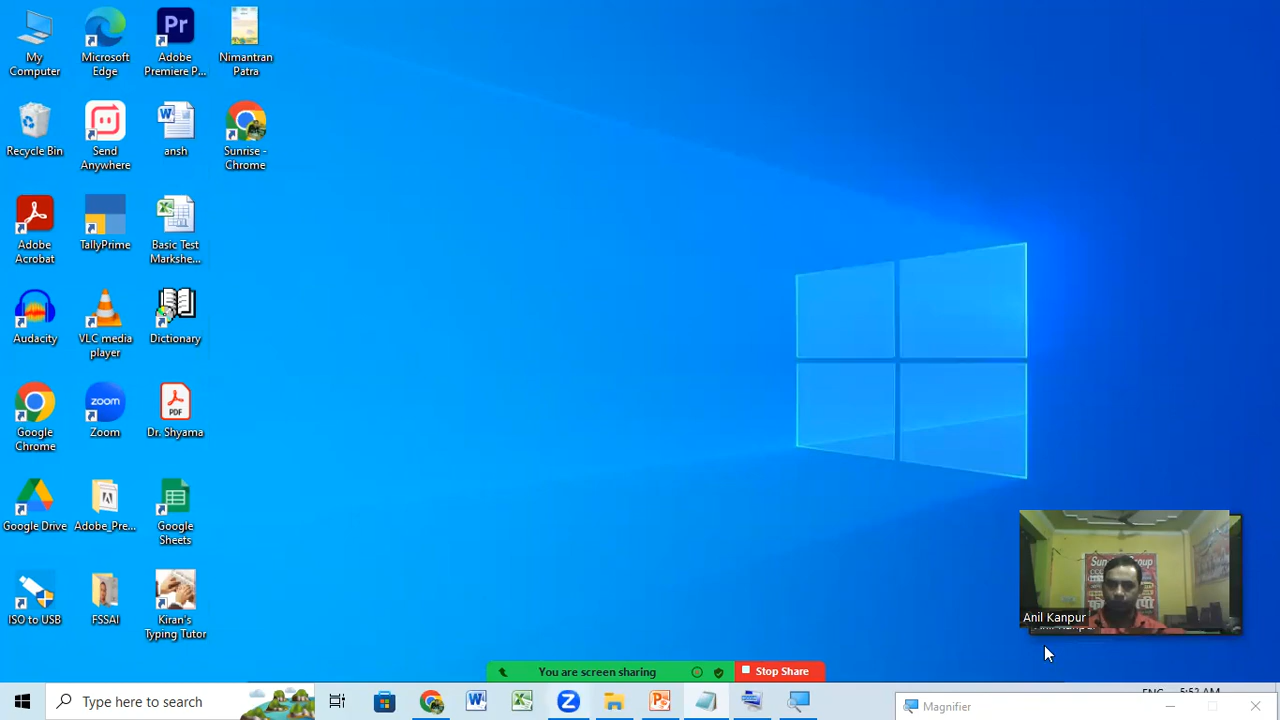 My
Computer
Microsoft
Edge
Pr
Adobe
Premiere P...
Nimantran
Patra
Recycle Bin
Send
Anywhere
ansh
Sunrise -
Chrome
Adobe
Acrobat
TallyPrime
Basic Test
Markshe...
Audacity
VLC media
player
Dictionary
Google
Chrome
zoom
Zoom
PDF
Dr. Shyama
Google Drive
Adobe_Pre...
Google
Sheets
ISO to USB
FSSAI
Kiran's
Typing Tutor
Anil Kanpur
You are screen sharing
Stop Share
Type here to search
Magnifier